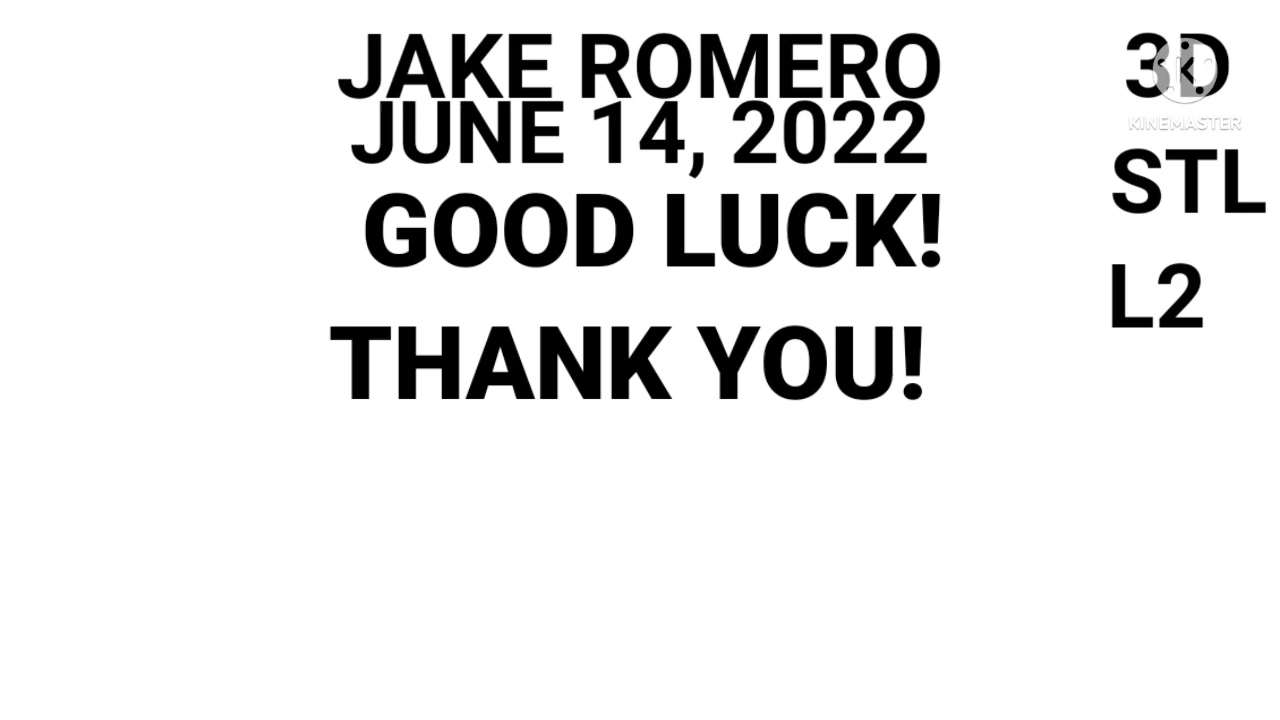 JAKE ROMERO
JUNE 14, 2022
GOOD LUCK!
THANK YOU!
3D
KINEMASTER
STL
L2